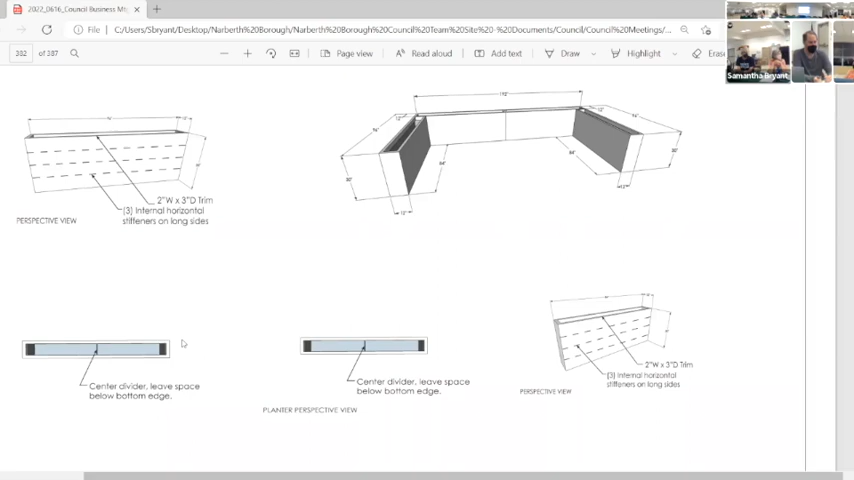 2022_0616_Council Business Me
File
C:/Users/Sbryant/Desktop/Narberth%20Borough/Narberth%20Borough%20Council%20Team%20Site%20-%20Documents/Council/Council%20Meetings/...
332 of 387
Page view
Read aloud
Add text
Draw
Highlight
Erase
Samantha Bryant
192"
2"W x 3"D Trim
(3) Internal horizontal
stiffeners on long sides
PERSPECTIVE VIEW
Center divider, leave space
below bottom edge.
Center divider, leave space
below bottom edge.
PLANTER PERSPECTIVE VIEW
2"W x 3"D Trim
(3) Internal horizontal
stiffeners on long sides
PERSPECTIVE VIEW